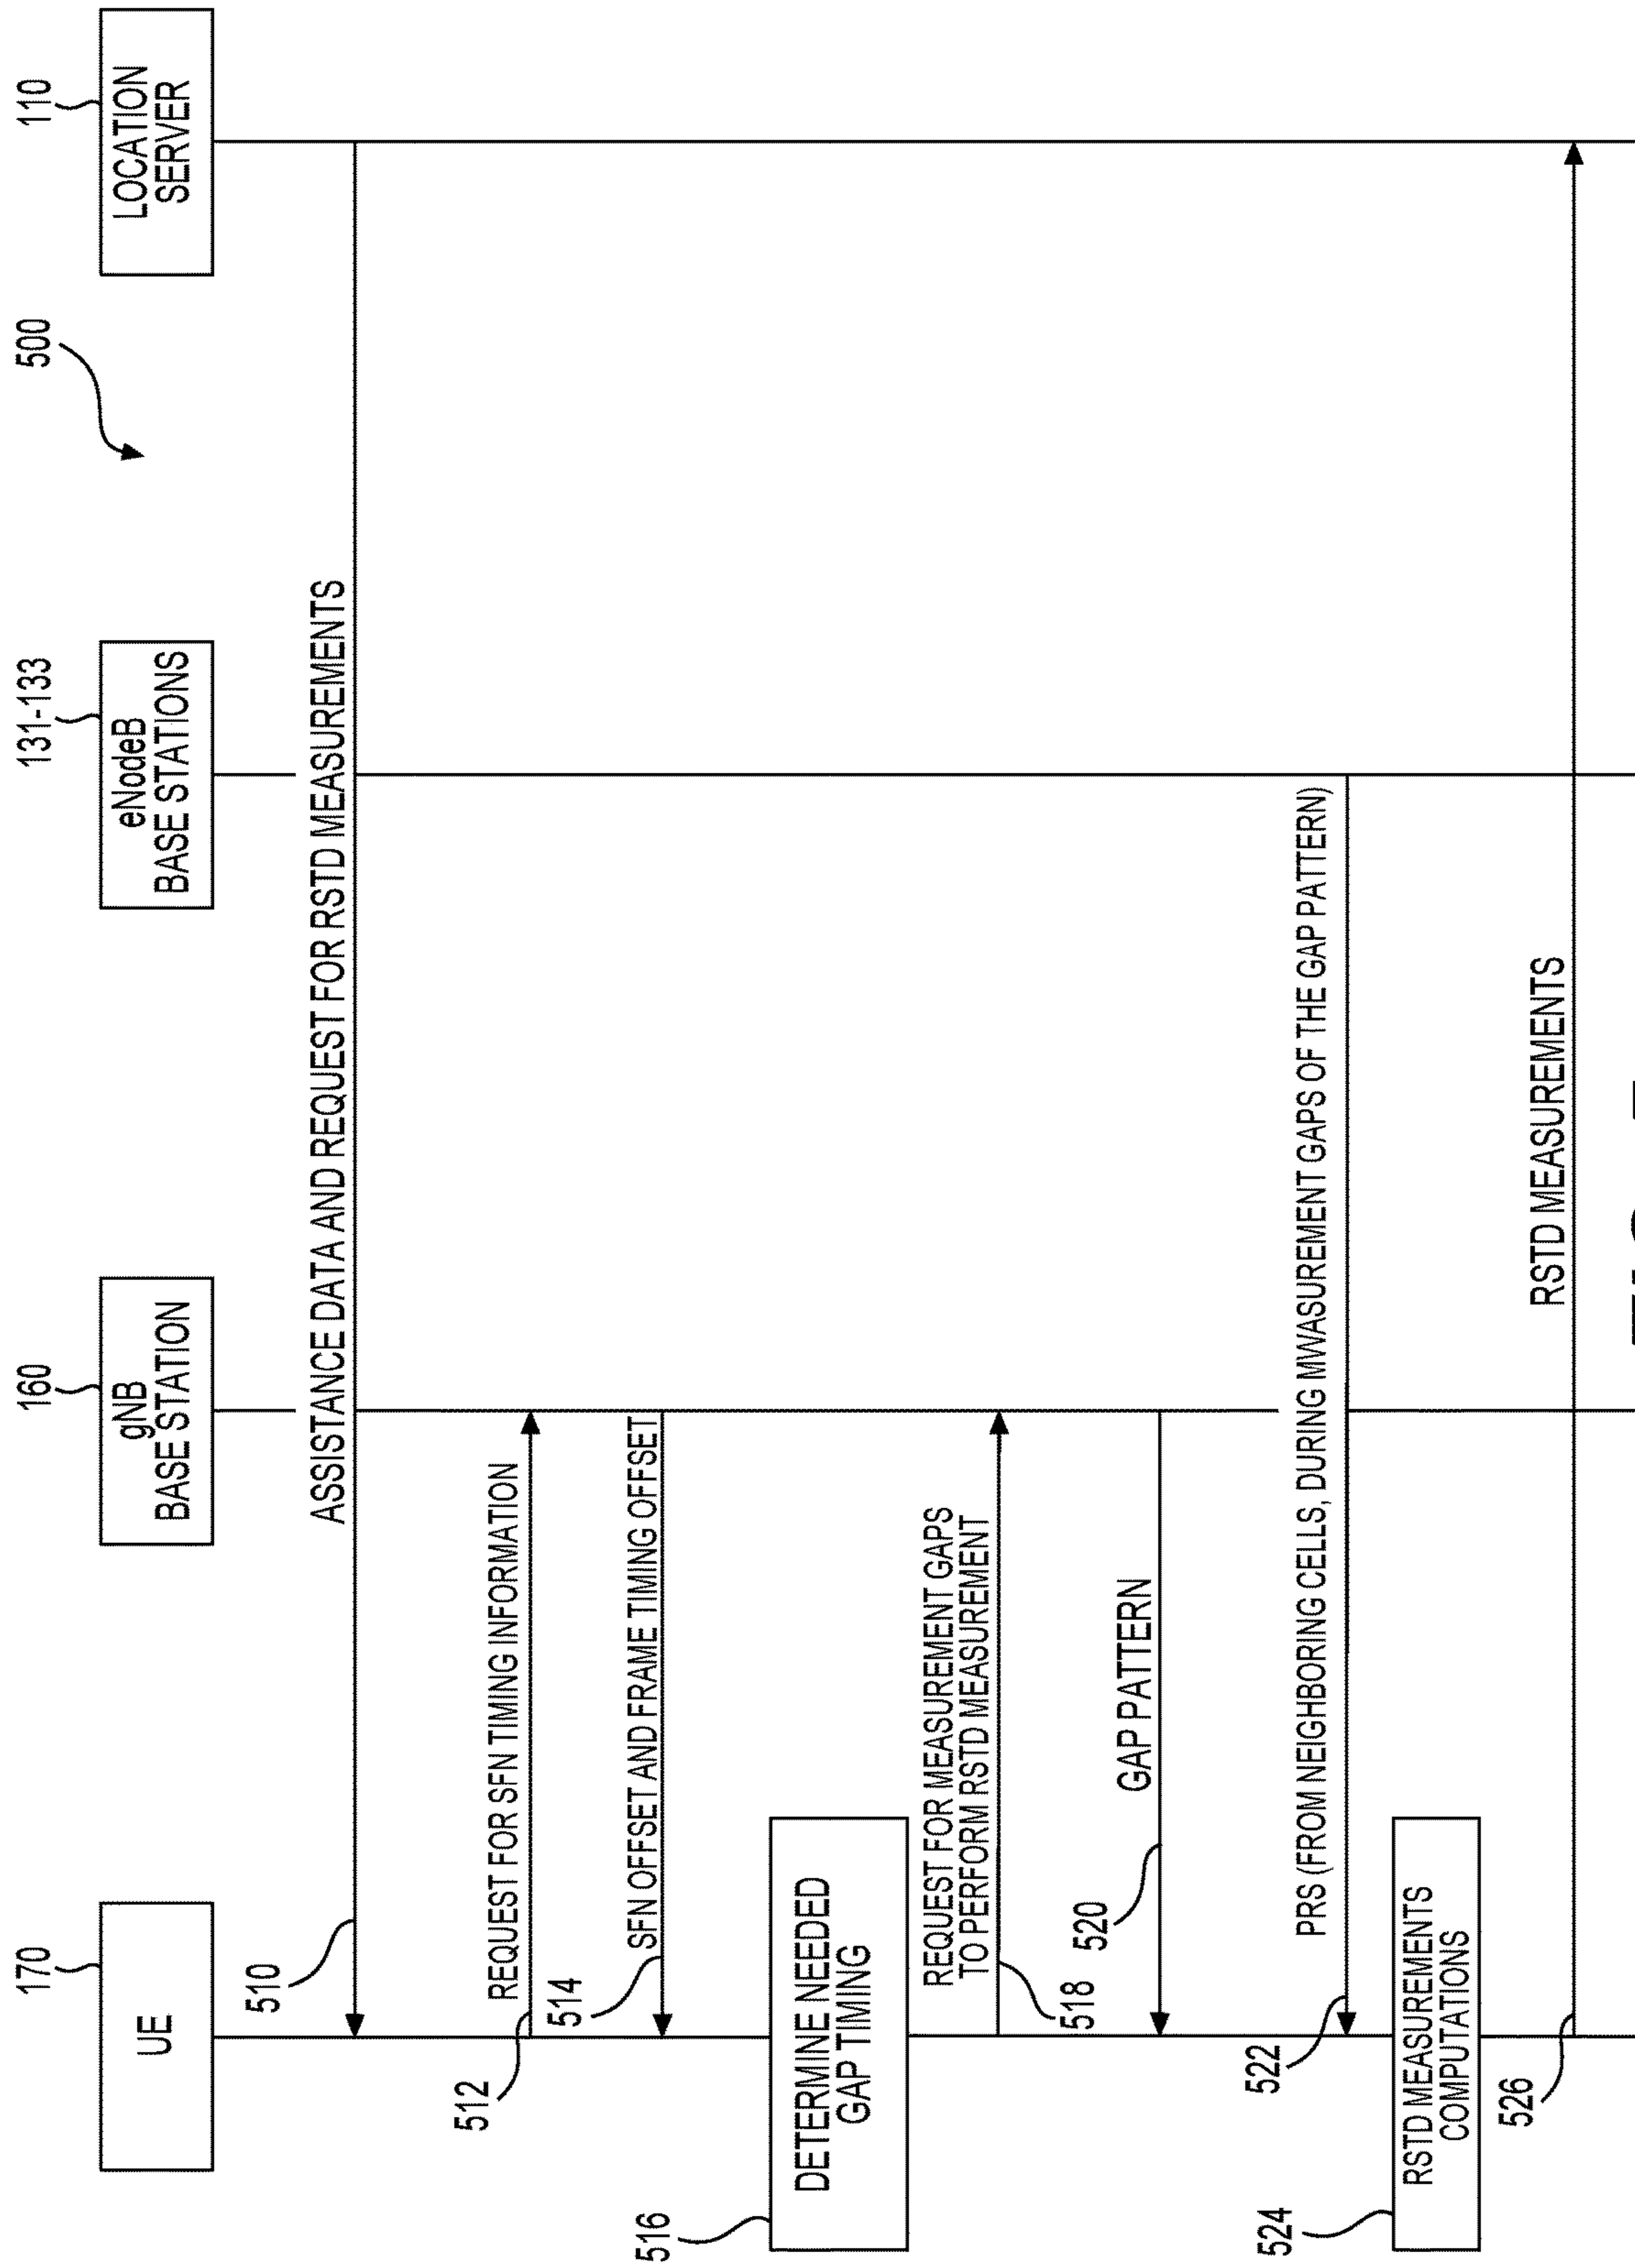 170
160
131-133
110
UE
gNB
BASE STATION
eNodeB
BASE STATIONS
LOCATION
SERVER
500
510
ASSISTANCE DATA AND REQUEST FOR RSTD MEASUREMENTS
512
REQUEST FOR SFN TIMING INFORMATION
514
SFN OFFSET AND FRAME TIMING OFFSET
516
DETERMINE NEEDED
GAP TIMING
REQUEST FOR MEASUREMENT GAPS
TO PERFORM RSTD MEASUREMENT
518
520
GAP PATTERN
522
PRS (FROM NEIGHBORING CELLS, DURING MWASUREMENT GAPS OF THE GAP PATTERN)
524
RSTD MEASUREMENTS
COMPUTATIONS
526
RSTD MEASUREMENTS